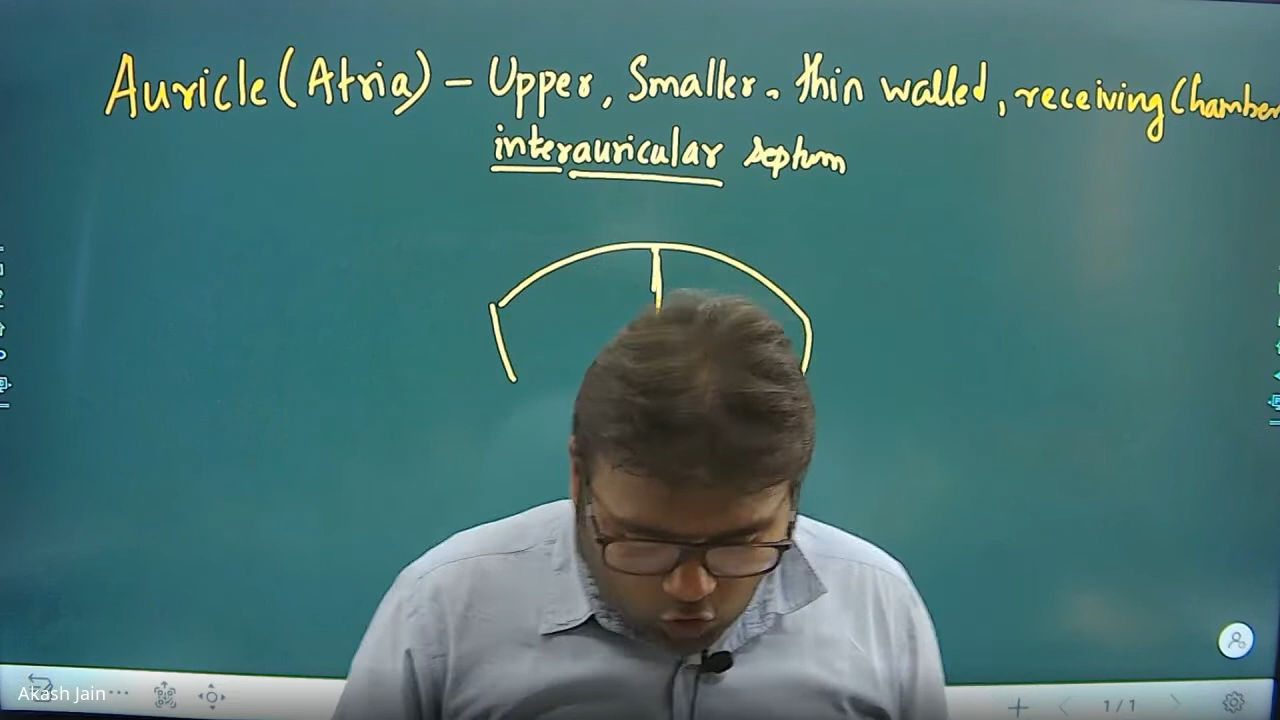 Auricle (Atria) - Upper, Smaller. thin walled, receiving Chamber
interauricular septum
Akash Jain
1/1